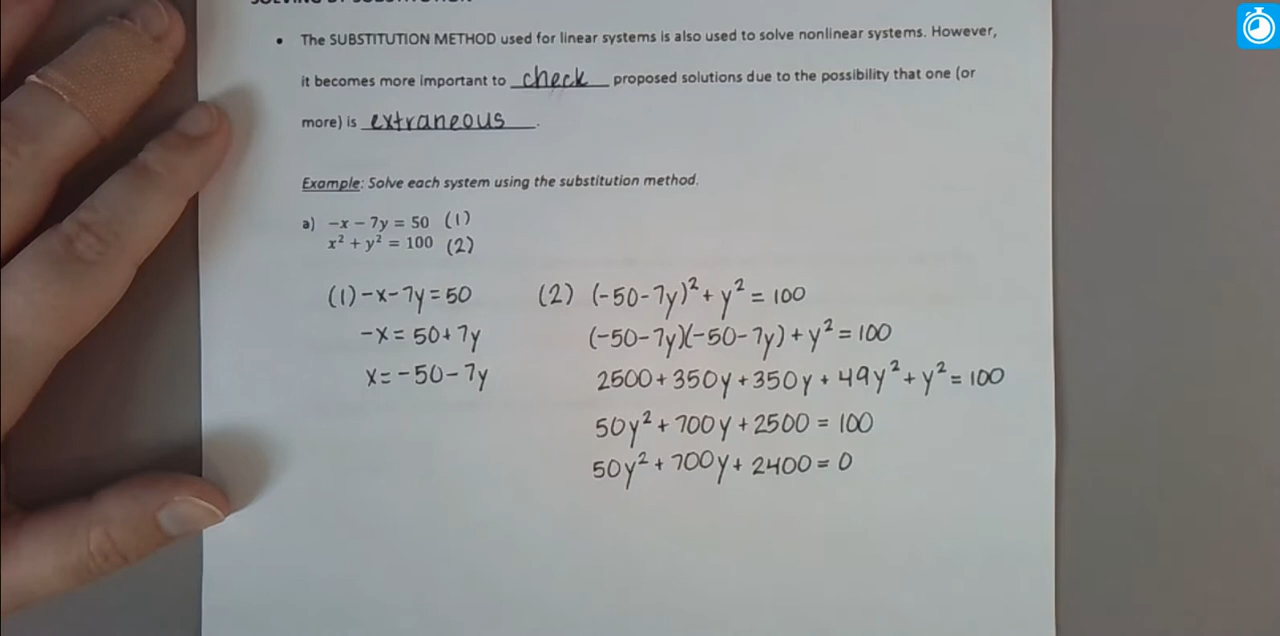 SOLVING BY SUBSTITUTION
• The SUBSTITUTION METHOD used for linear systems is also used to solve nonlinear systems. However,
it becomes more important to check proposed solutions due to the possibility that one (or
more) is extraneous.
Example: Solve each system using the substitution method.
a) −x − 7y = 50 (1)
x² + y² = 100 (2)
(1) -x-7y=50
-x= 50+7y
x=-50-7y
(2) (-50-7y)² + y² = 100
(-50-7y)(-50-7y) + y² = 100
2500+350y+350y+49y²+y²=100
50y²+700y+2500=100
50y²+700y+2400=0